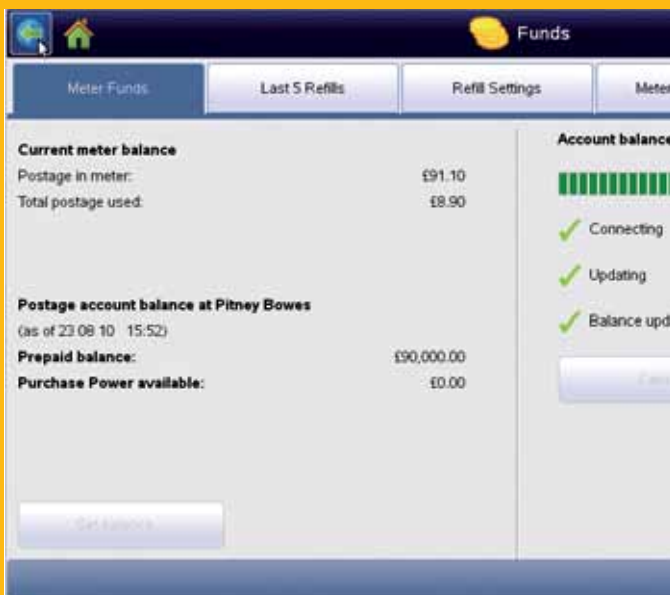 Funds
Meter Funds
Last 5 Refills
Refill Settings
Meter
Current meter balance
Postage in meter: £91.10
Total postage used: £8.90
Postage account balance at Pitney Bowes
(as of 23 08 10 15:52)
Prepaid balance: £90,000.00
Purchase Power available: £0.00
Get balance
Account balance
Connecting
Updating
Balance upd